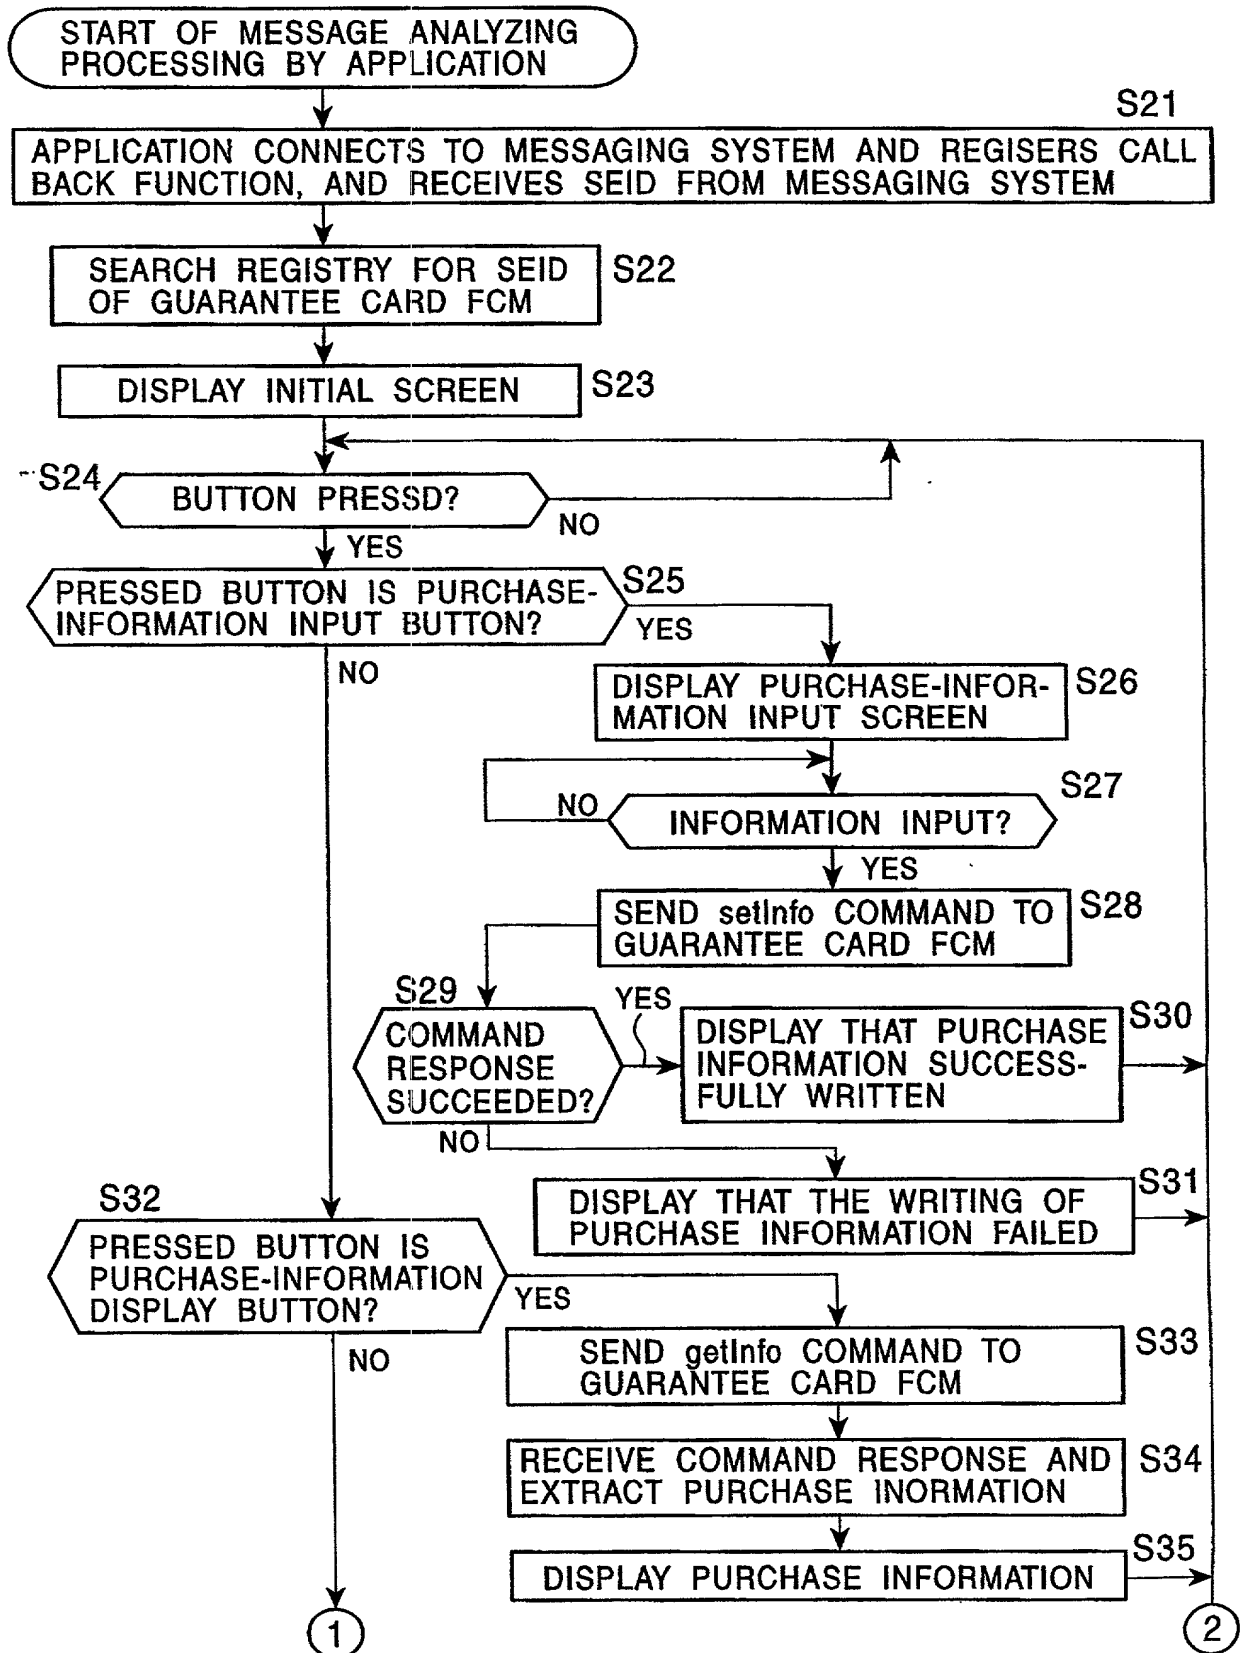 START OF MESSAGE ANALYZING
PROCESSING BY APPLICATION
S21
APPLICATION CONNECTS TO MESSAGING SYSTEM AND REGISERS CALL
BACK FUNCTION, AND RECEIVES SEID FROM MESSAGING SYSTEM
SEARCH REGISTRY FOR SEID
OF GUARANTEE CARD FCM
S22
DISPLAY INITIAL SCREEN
S23
S24
BUTTON PRESSD?
NO
YES
PRESSED BUTTON IS PURCHASE-
INFORMATION INPUT BUTTON?
S25
YES
NO
DISPLAY PURCHASE-INFOR-
MATION INPUT SCREEN
S26
S27
NO
INFORMATION INPUT?
YES
SEND setInfo COMMAND TO
GUARANTEE CARD FCM
S28
S29
COMMAND
RESPONSE
SUCCEEDED?
YES
DISPLAY THAT PURCHASE
INFORMATION SUCCESS-
FULLY WRITTEN
S30
NO
DISPLAY THAT THE WRITING OF
PURCHASE INFORMATION FAILED
S31
S32
PRESSED BUTTON IS
PURCHASE-INFORMATION
DISPLAY BUTTON?
YES
NO
SEND getInfo COMMAND TO
GUARANTEE CARD FCM
S33
RECEIVE COMMAND RESPONSE AND
EXTRACT PURCHASE INORMATION
S34
DISPLAY PURCHASE INFORMATION
S35
1
2